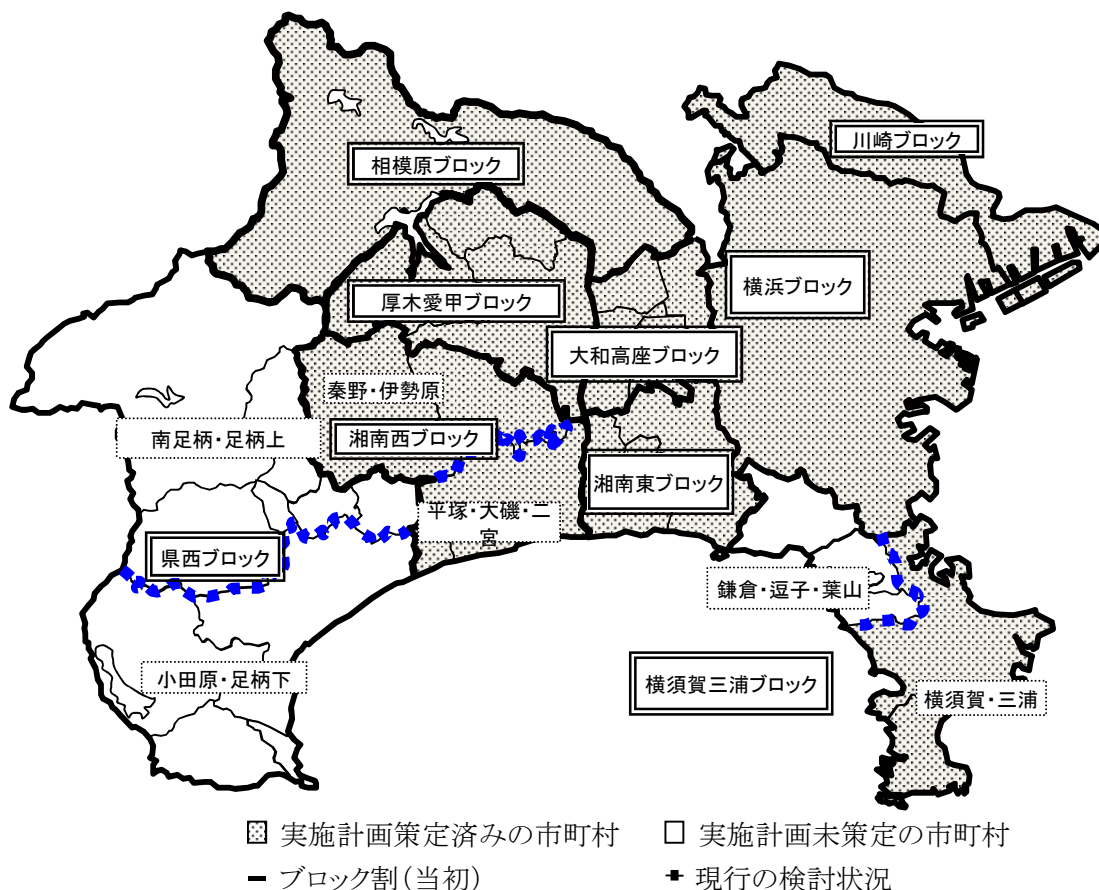 川崎ブロック
相模原ブロック
横浜ブロック
厚木愛甲ブロック
大和高座ブロック
秦野・伊勢原
南足柄・足柄上
湘南西ブロック
湘南東ブロック
平塚・大磯・二
宮
県西ブロック
鎌倉・逗子・葉山
小田原・足柄下
横須賀三浦ブロック
横須賀・三浦
実施計画策定済みの市町村
実施計画未策定の市町村
ブロック割(当初)
現行の検討状況